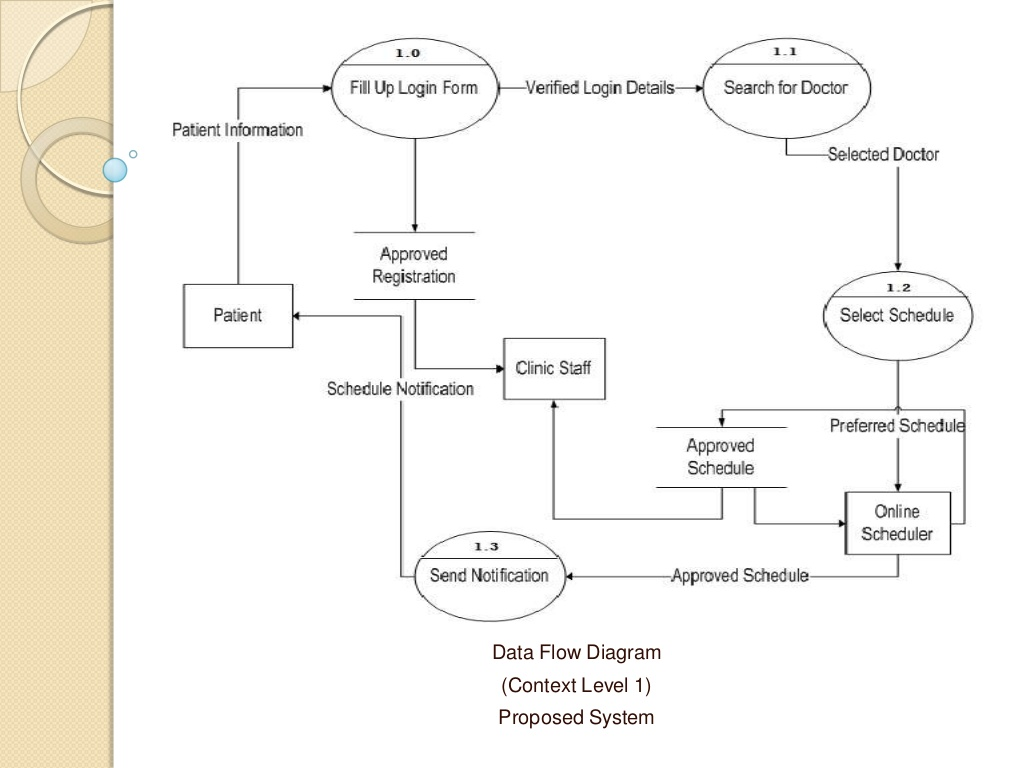 1.0
Fill Up Login Form
Verified Login Details
1.1
Search for Doctor
Patient Information
Selected Doctor
Approved
Registration
1.2
Select Schedule
Patient
Clinic Staff
Schedule Notification
Preferred Schedule
Approved
Schedule
Online
Scheduler
1.3
Send Notification
Approved Schedule
Data Flow Diagram
(Context Level 1)
Proposed System